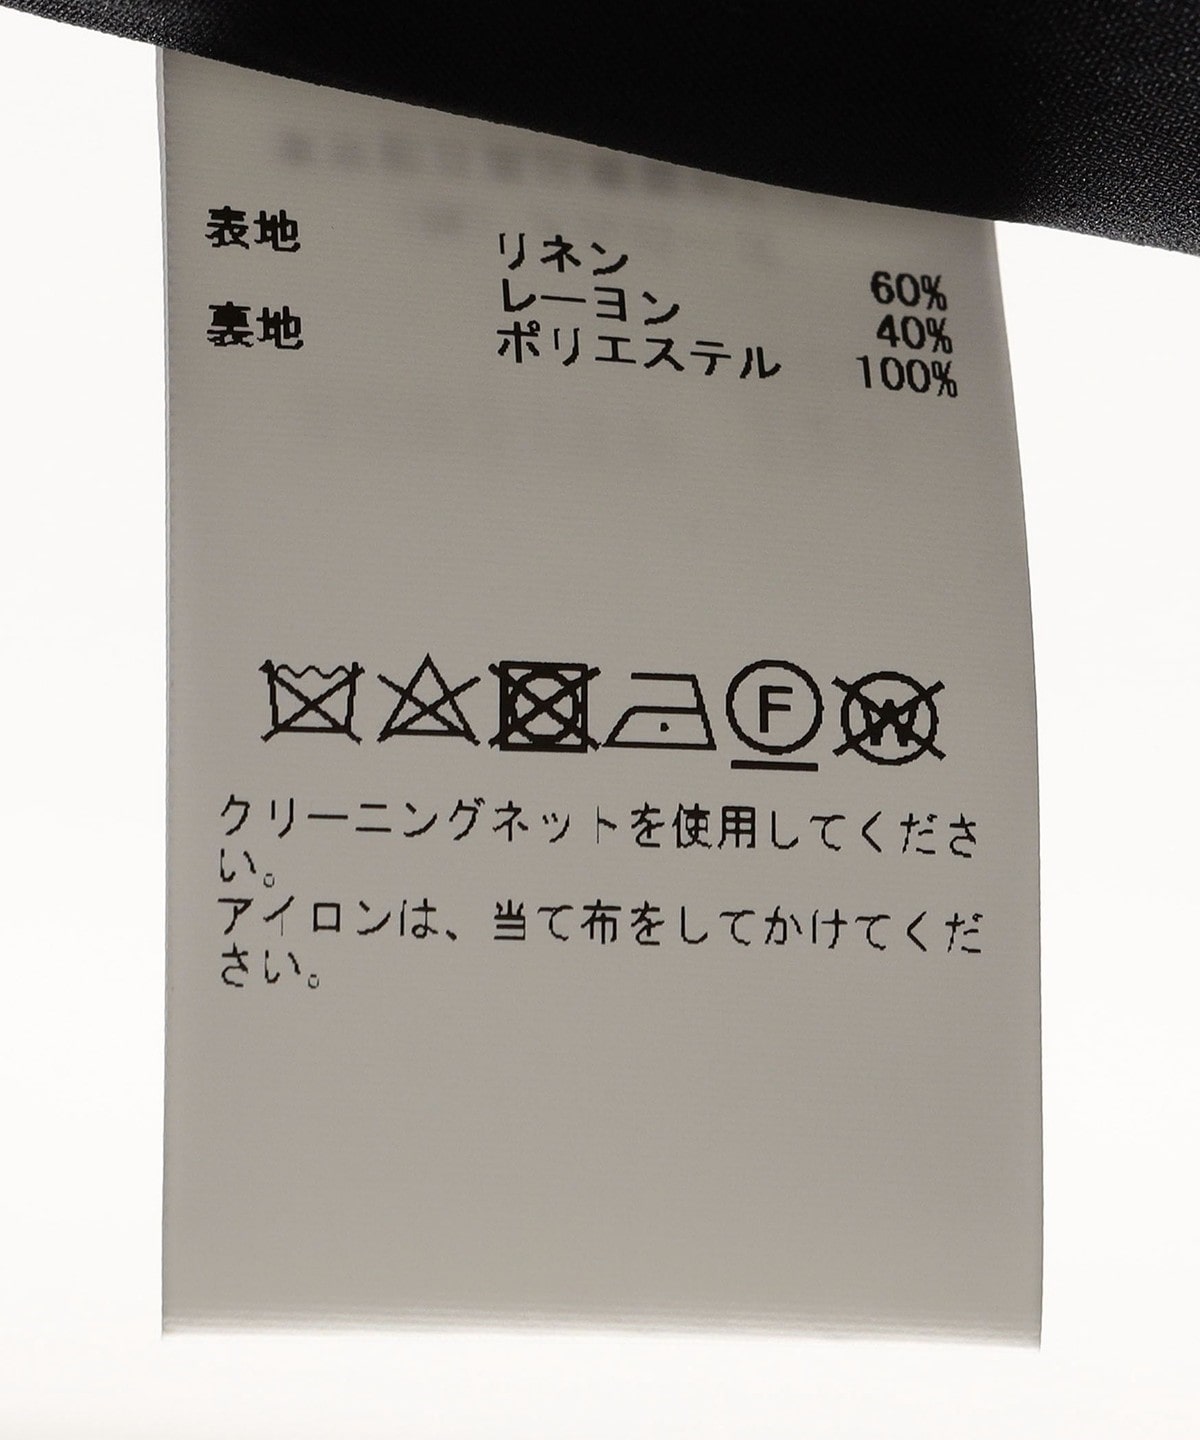 表地 リネン 60%
レーヨン 40%
裏地 ポリエステル 100%
F W
クリーニングネットを使用してくださ
い。
アイロンは、当て布をしてかけてくだ
さい。